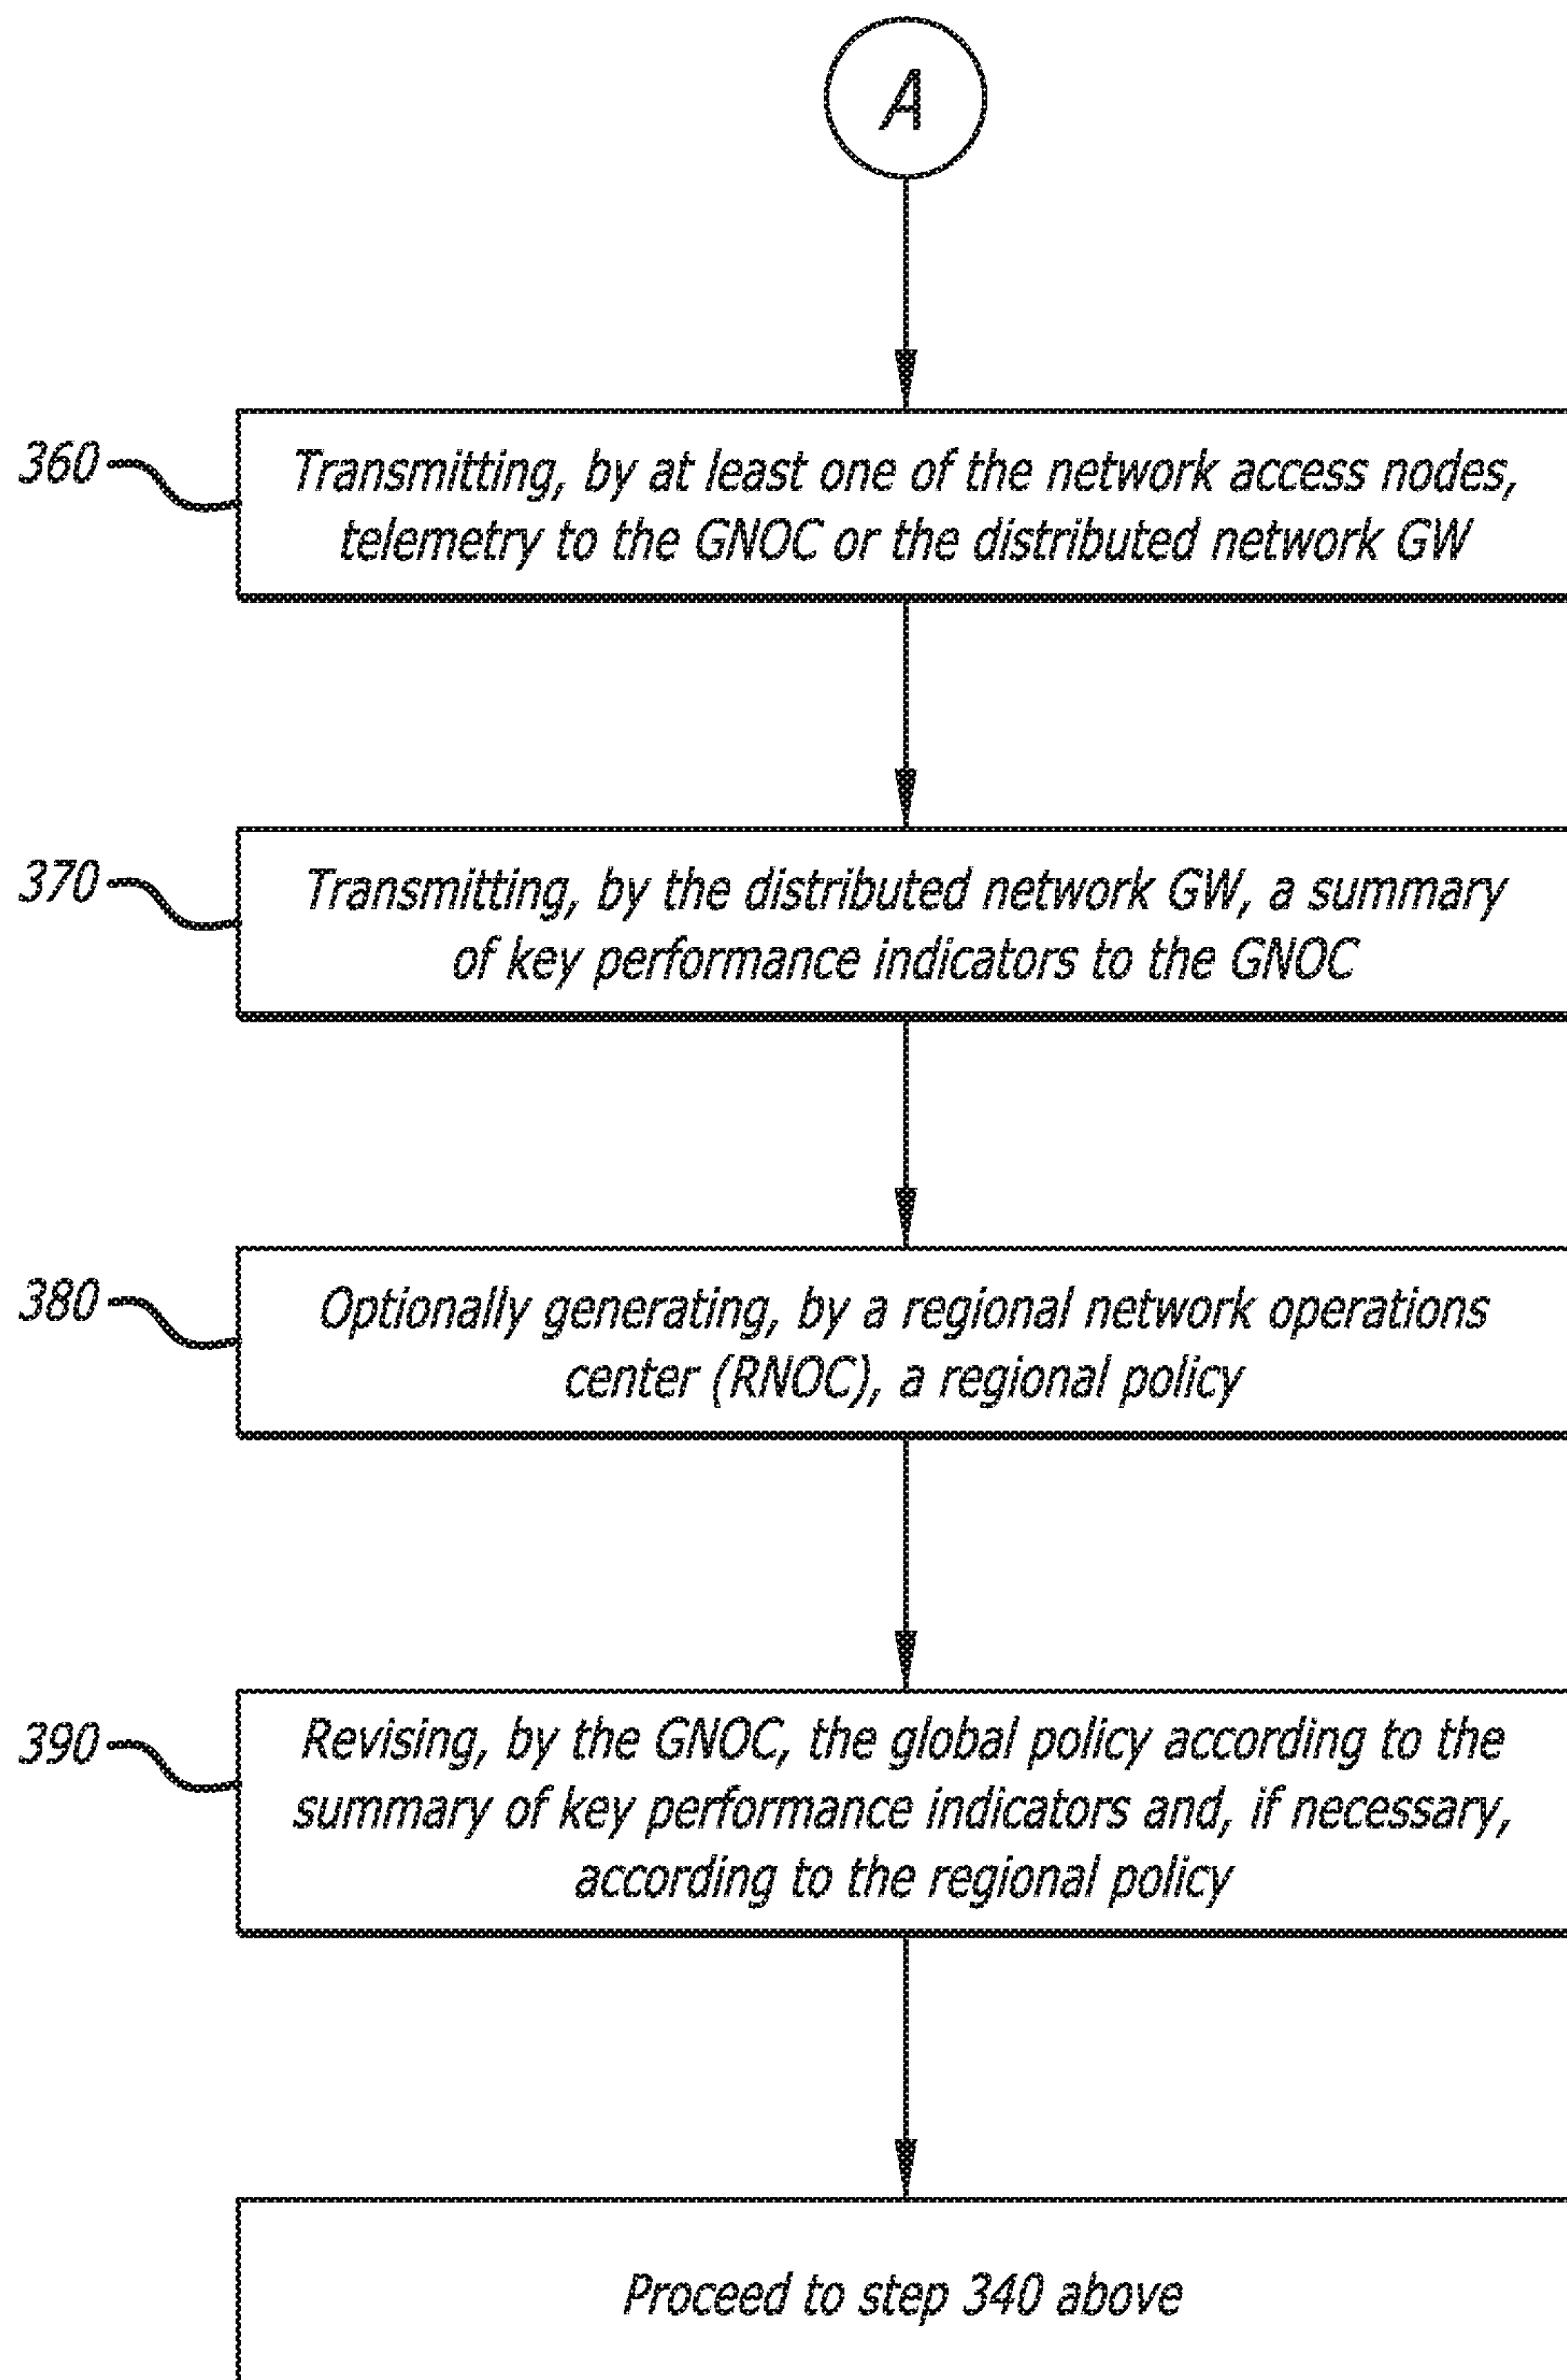 A
360
Transmitting, by at least one of the network access nodes,
telemetry to the GNOC or the distributed network GW
370
Transmitting, by the distributed network GW, a summary
of key performance indicators to the GNOC
380
Optionally generating, by a regional network operations
center (RNOC), a regional policy
390
Revising, by the GNOC, the global policy according to the
summary of key performance indicators and, if necessary,
according to the regional policy
Proceed to step 340 above